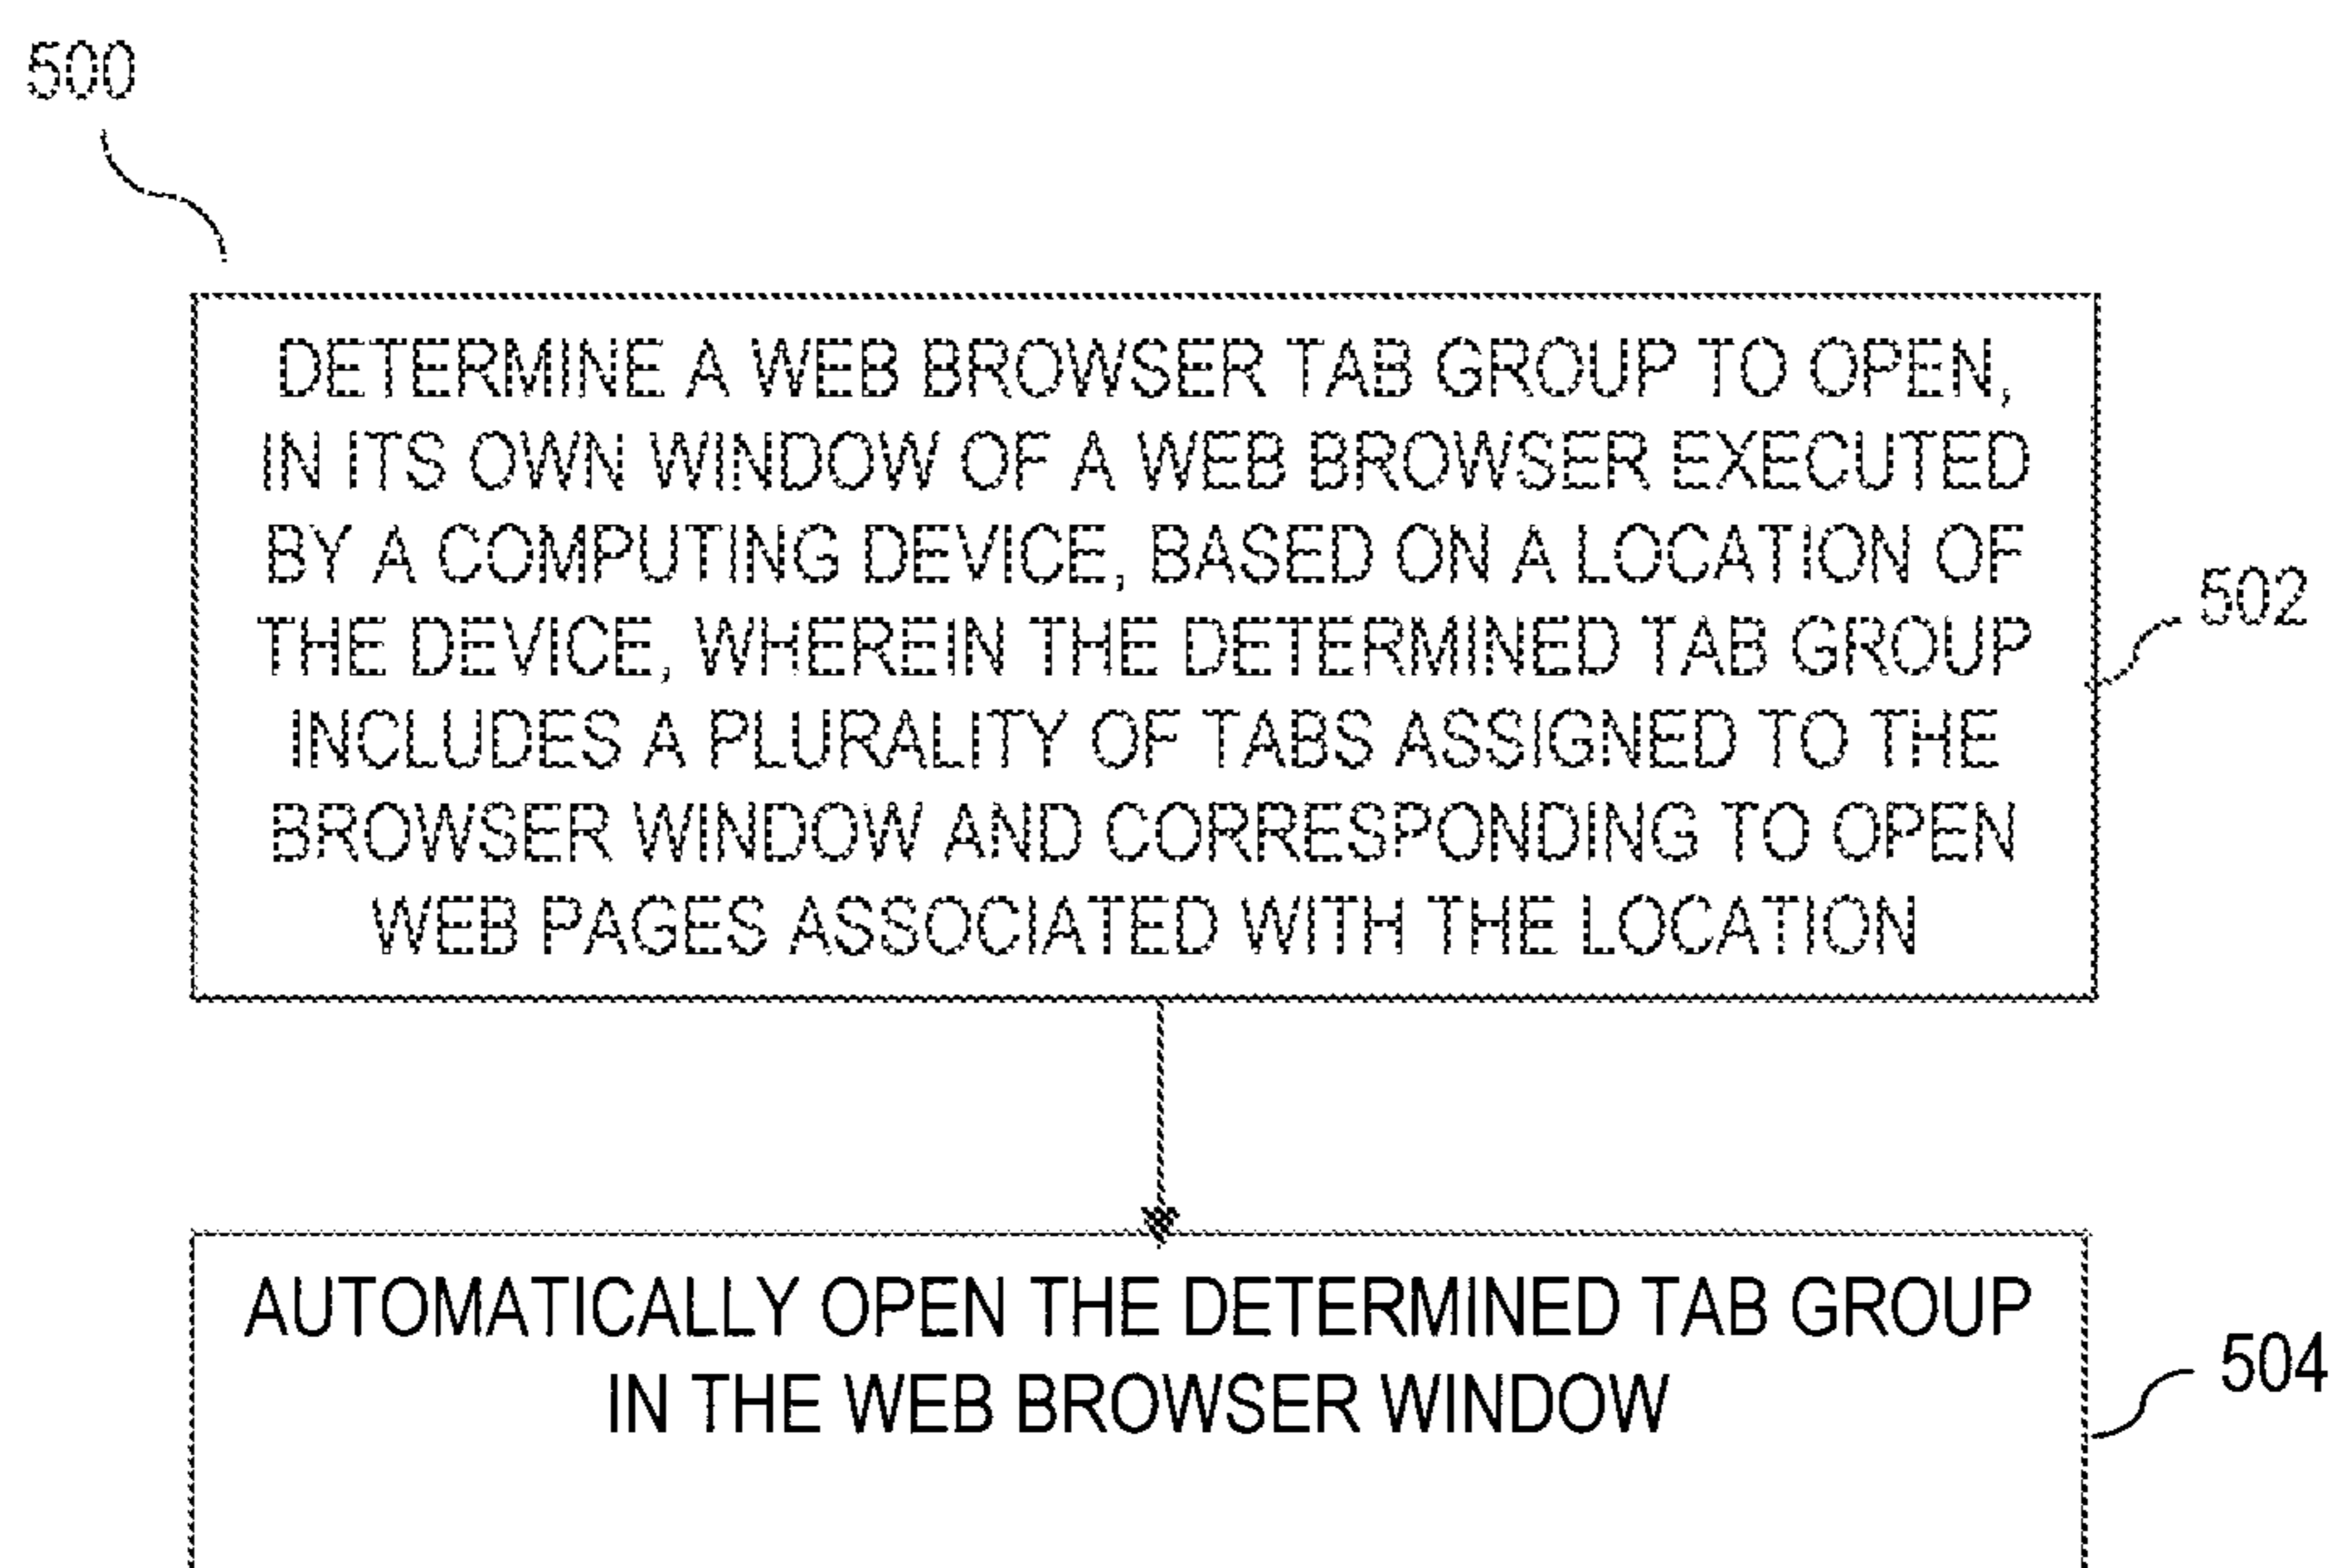 500
DETERMINE A WEB BROWSER TAB GROUP TO OPEN,
IN ITS OWN WINDOW OF A WEB BROWSER EXECUTED
BY A COMPUTING DEVICE, BASED ON A LOCATION OF
THE DEVICE, WHEREIN THE DETERMINED TAB GROUP
INCLUDES A PLURALITY OF TABS ASSIGNED TO THE
BROWSER WINDOW AND CORRESPONDING TO OPEN
WEB PAGES ASSOCIATED WITH THE LOCATION
502
AUTOMATICALLY OPEN THE DETERMINED TAB GROUP
IN THE WEB BROWSER WINDOW
504